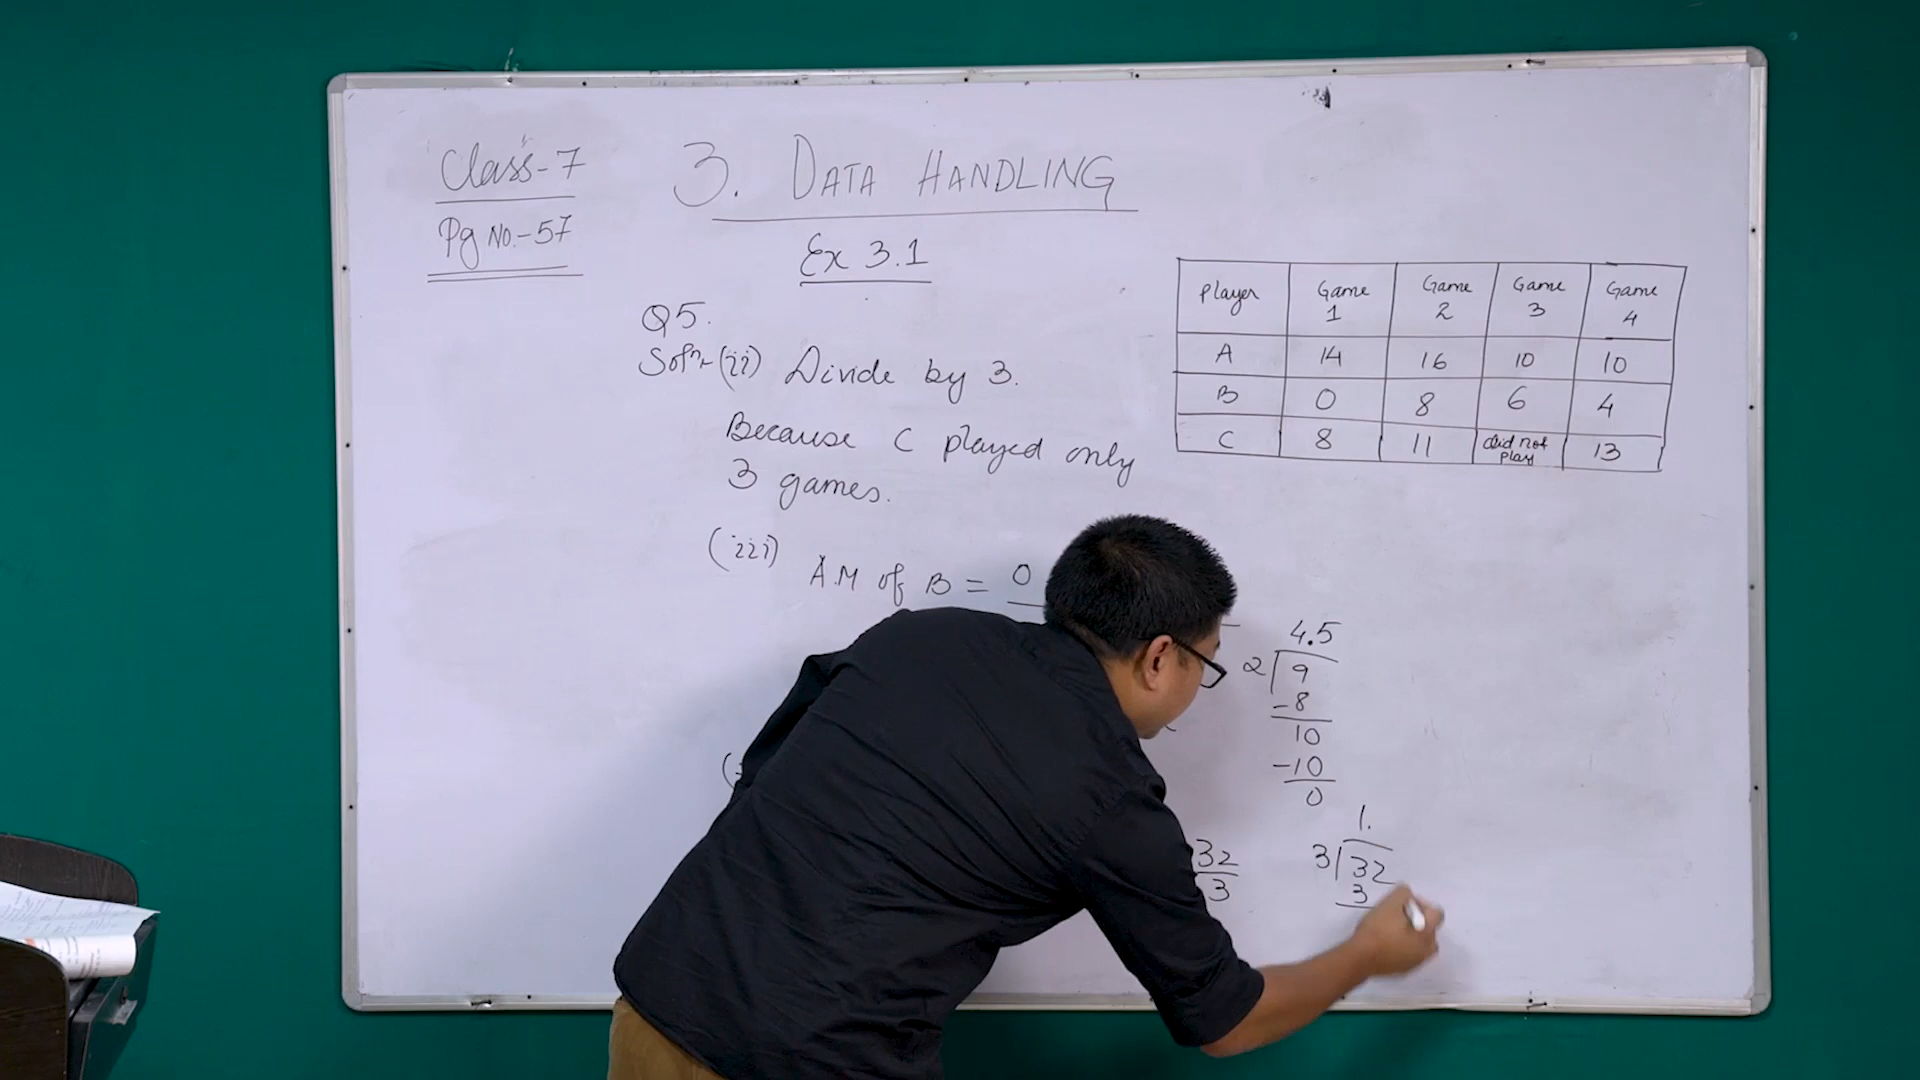 Class-7
Pg No.-57
3. DATA HANDLING
Ex 3.1
Player Game 1 Game 2 Game 3 Game 4
A 14 16 10 10
B 0 8 6 4
C 8 11 did not play 13
Q5.
Soln- (ii) Divide by 3.
Because C played only
3 games.
(iii)
A.M of B = 0
4.5
2 9
-8
10
-10
0
32
3
1.
3 32
3